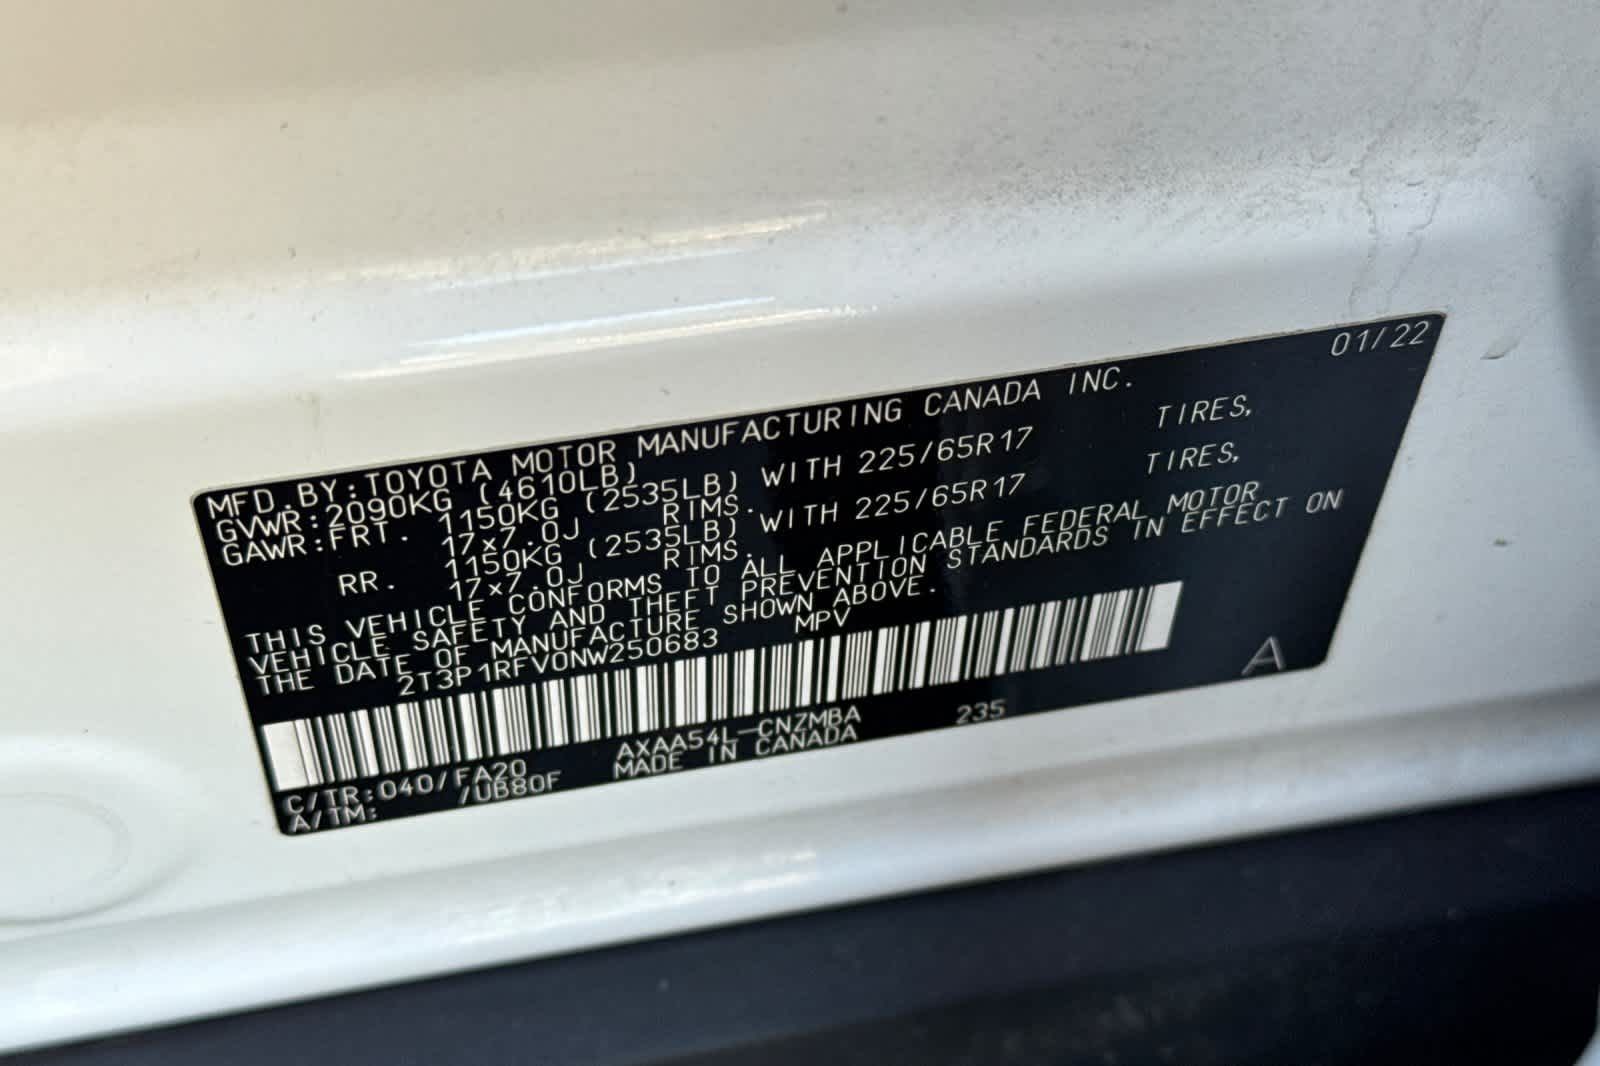 01/22
MFD.BY:TOYOTA MOTOR MANUFACTURING CANADA INC.
GVWR:2090KG (4610LB)
GAWR:FRT. 1150KG (2535LB) WITH 225/65R17 TIRES,
17x7.0J RIMS.
RR. 1150KG (2535LB) WITH 225/65R17 TIRES,
17x7.0J RIMS.
THIS VEHICLE CONFORMS TO ALL APPLICABLE FEDERAL MOTOR
VEHICLE SAFETY AND THEFT PREVENTION STANDARDS IN EFFECT ON
THE DATE OF MANUFACTURE SHOWN ABOVE.
2T3P1RFV0NW250683 MPV
A
C/TR:040/FA20 AXAA54L-CNZMBA 235
A/TM: /UB80F MADE IN CANADA